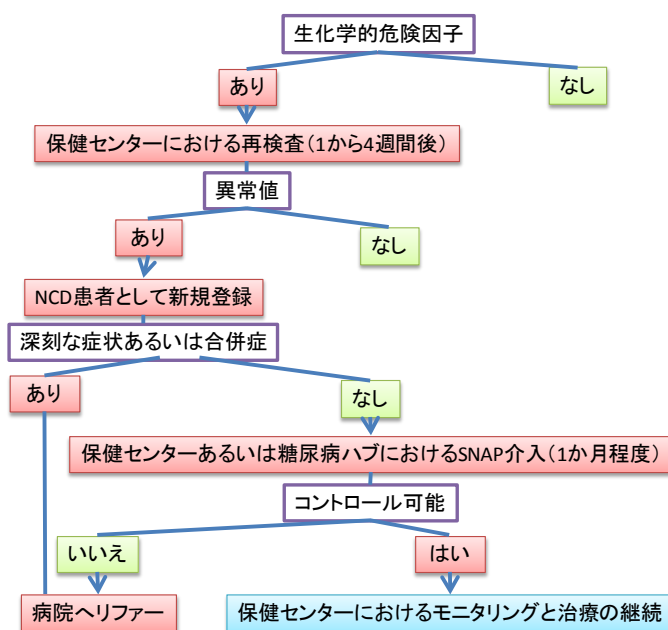 生化学的危険因子
あり
なし
保健センターにおける再検査(1から4週間後)
異常値
あり
なし
NCD患者として新規登録
深刻な症状あるいは合併症
あり
なし
保健センターあるいは糖尿病ハブにおけるSNAP介入(1か月程度)
コントロール可能
いいえ
はい
病院へリファー
保健センターにおけるモニタリングと治療の継続